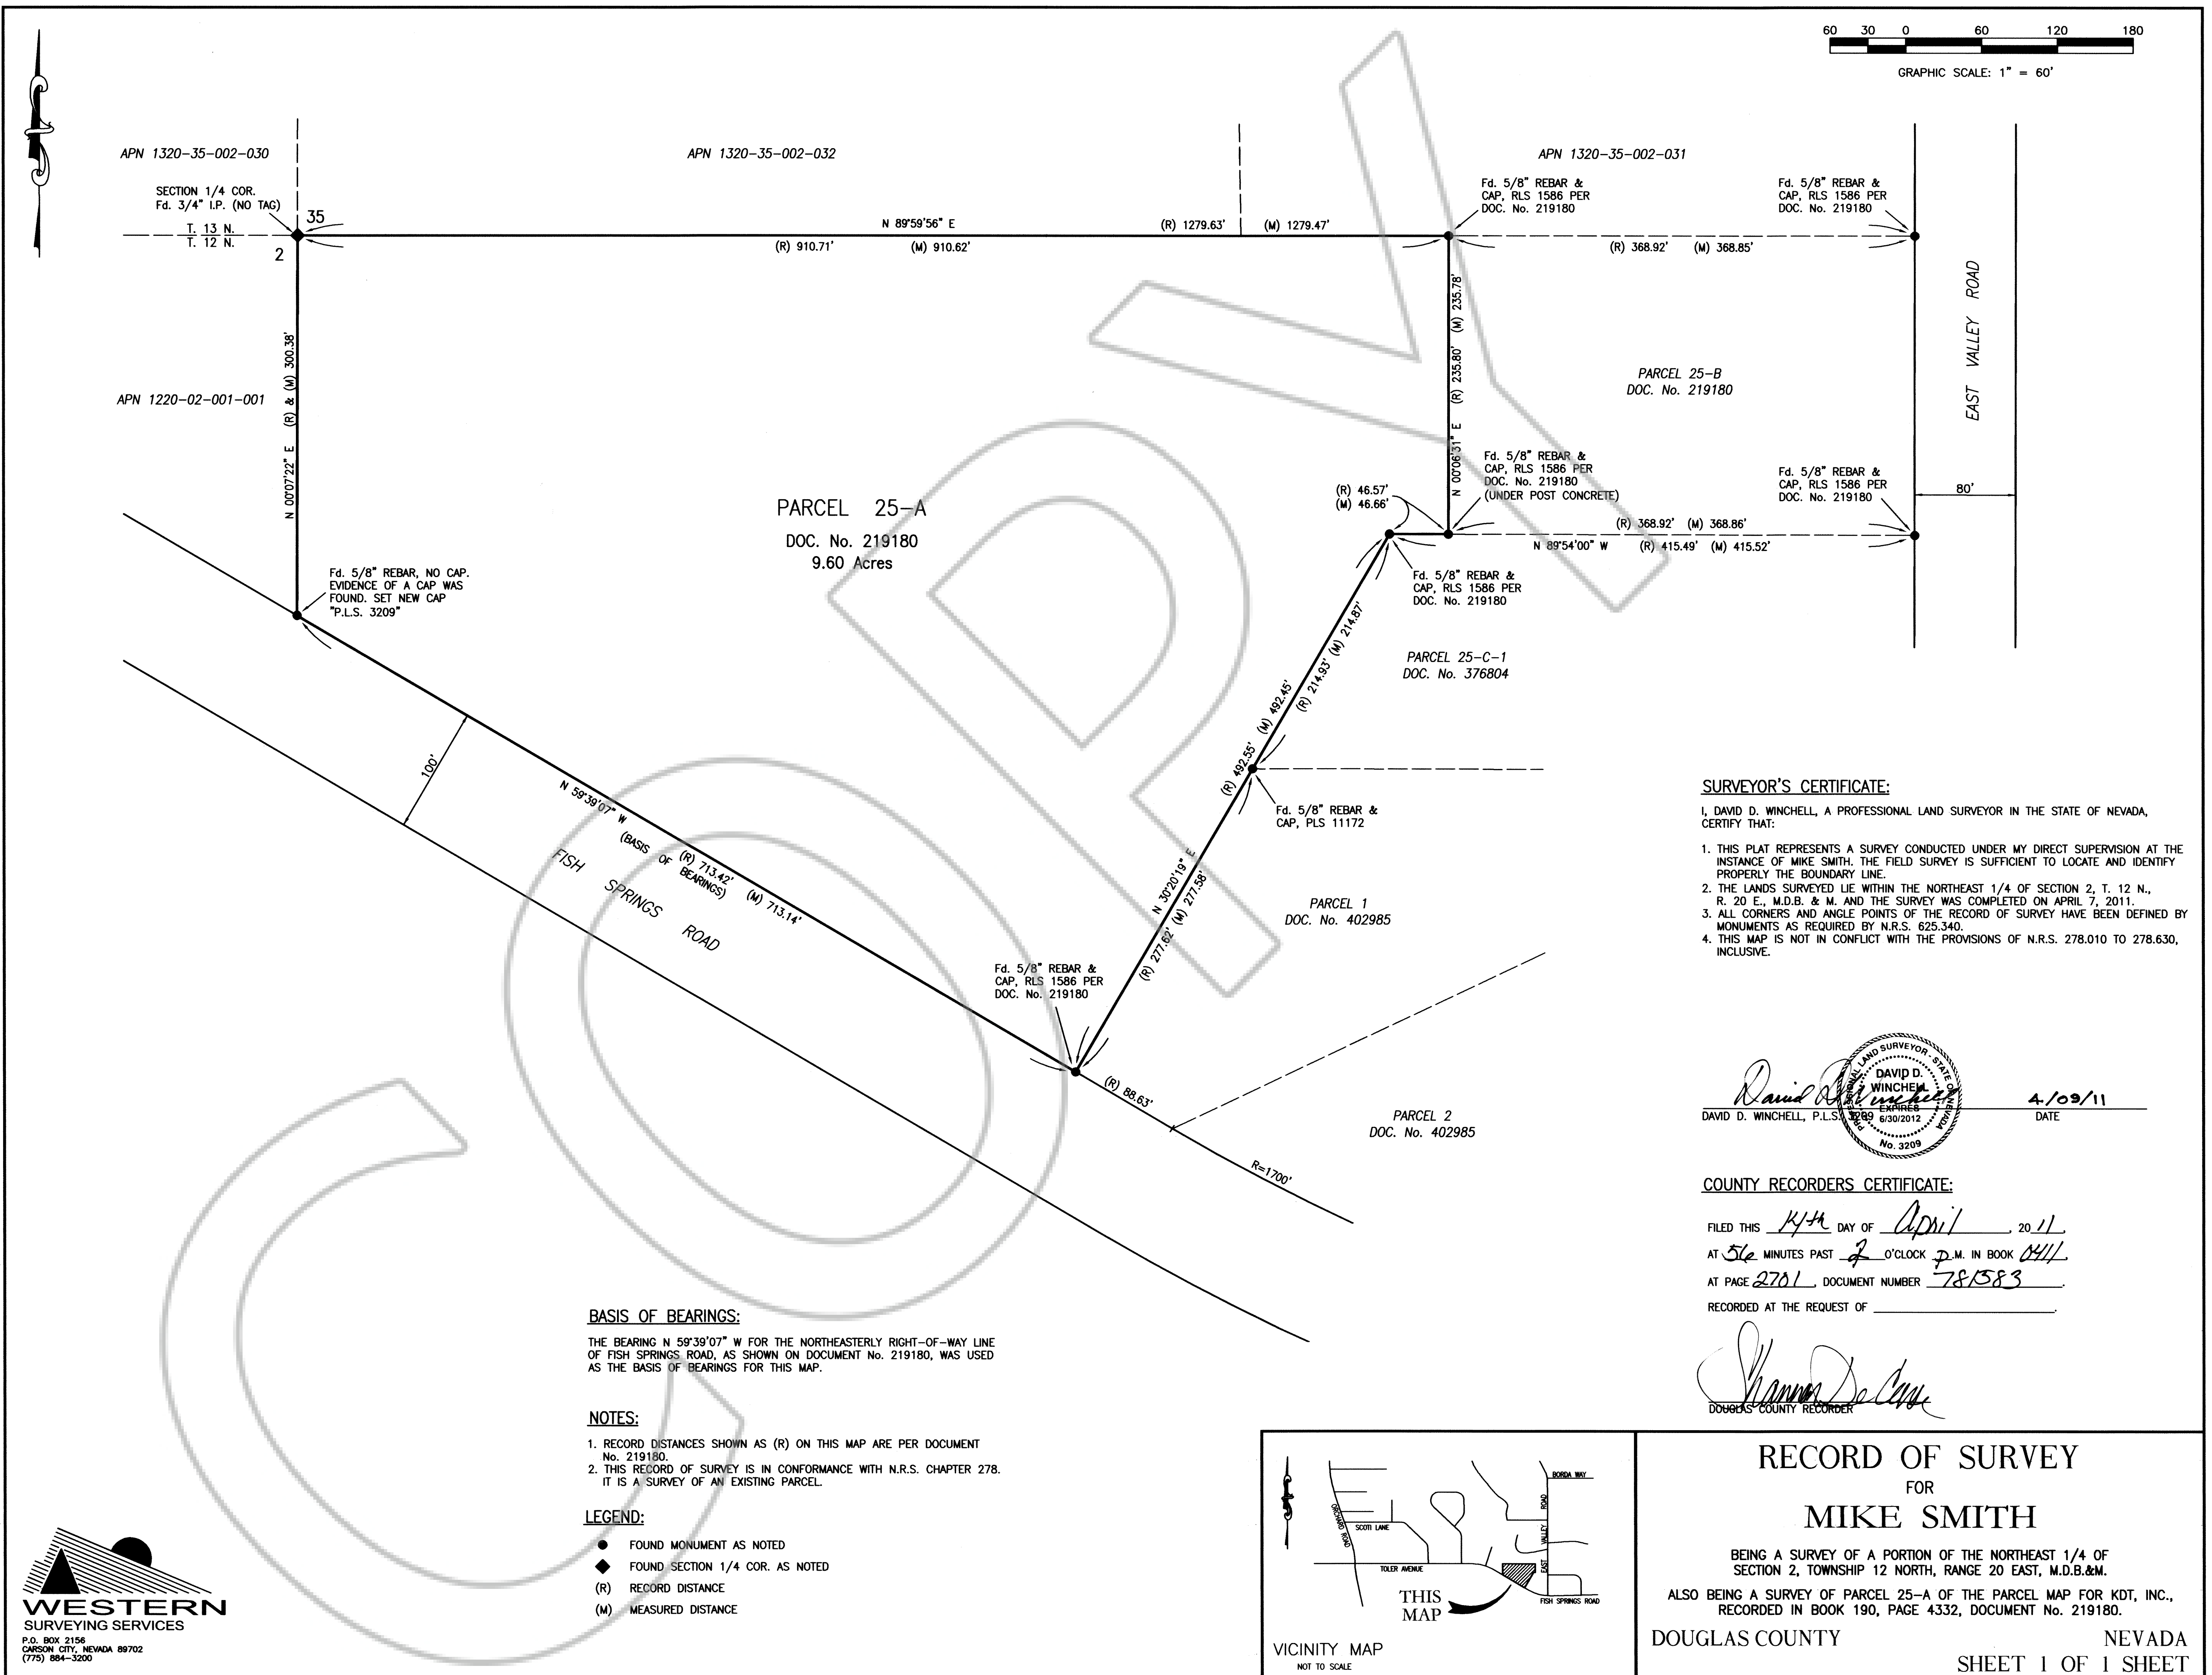 60 30 0 60 120 180
GRAPHIC SCALE: 1" = 60'
APN 1320-35-002-030
APN 1320-35-002-032
APN 1320-35-002-031
SECTION 1/4 COR.
Fd. 3/4" I.P. (NO TAG)
35
T. 13 N.
T. 12 N.
2
N 89°59'56" E
(R) 1279.63' (M) 1279.47'
(R) 910.71' (M) 910.62'
Fd. 5/8" REBAR &
CAP, RLS 1586 PER
DOC. No. 219180
Fd. 5/8" REBAR &
CAP, RLS 1586 PER
DOC. No. 219180
(R) 368.92' (M) 368.85'
EAST VALLEY ROAD
80'
N 00°07'22" E (R) & (M) 300.38'
APN 1220-02-001-001
N 00°06'31" E (R) 235.80' (M) 235.78'
PARCEL 25-B
DOC. No. 219180
Fd. 5/8" REBAR &
CAP, RLS 1586 PER
DOC. No. 219180
(UNDER POST CONCRETE)
Fd. 5/8" REBAR &
CAP, RLS 1586 PER
DOC. No. 219180
(R) 46.57'
(M) 46.66'
(R) 368.92' (M) 368.86'
N 89°54'00" W (R) 415.49' (M) 415.52'
PARCEL 25-A
DOC. No. 219180
9.60 Acres
Fd. 5/8" REBAR &
CAP, RLS 1586 PER
DOC. No. 219180
Fd. 5/8" REBAR, NO CAP.
EVIDENCE OF A CAP WAS
FOUND. SET NEW CAP
"P.L.S. 3209"
(R) 214.93' (M) 214.87'
(R) 492.55' (M) 492.45'
PARCEL 25-C-1
DOC. No. 376804
Fd. 5/8" REBAR &
CAP, PLS 11172
N 30°20'19" E
(R) 277.62' (M) 277.58'
PARCEL 1
DOC. No. 402985
100'
N 59°39'07" W
(BASIS OF BEARINGS)
(R) 713.42' (M) 713.14'
FISH SPRINGS ROAD
Fd. 5/8" REBAR &
CAP, RLS 1586 PER
DOC. No. 219180
(R) 88.63'
PARCEL 2
DOC. No. 402985
R=1700'
COPY
SURVEYOR'S CERTIFICATE:
I, DAVID D. WINCHELL, A PROFESSIONAL LAND SURVEYOR IN THE STATE OF NEVADA,
CERTIFY THAT:
1. THIS PLAT REPRESENTS A SURVEY CONDUCTED UNDER MY DIRECT SUPERVISION AT THE
INSTANCE OF MIKE SMITH. THE FIELD SURVEY IS SUFFICIENT TO LOCATE AND IDENTIFY
PROPERLY THE BOUNDARY LINE.
2. THE LANDS SURVEYED LIE WITHIN THE NORTHEAST 1/4 OF SECTION 2, T. 12 N.,
R. 20 E., M.D.B. & M. AND THE SURVEY WAS COMPLETED ON APRIL 7, 2011.
3. ALL CORNERS AND ANGLE POINTS OF THE RECORD OF SURVEY HAVE BEEN DEFINED BY
MONUMENTS AS REQUIRED BY N.R.S. 625.340.
4. THIS MAP IS NOT IN CONFLICT WITH THE PROVISIONS OF N.R.S. 278.010 TO 278.630,
INCLUSIVE.
David D Winchell
4/09/11
DAVID D. WINCHELL, P.L.S. 3209
DATE
PROFESSIONAL LAND SURVEYOR - STATE OF NEVADA
DAVID D.
WINCHELL
EXPIRES
6/30/2012
No. 3209
COUNTY RECORDERS CERTIFICATE:
FILED THIS 14th DAY OF April, 2011,
AT 56 MINUTES PAST 2 O'CLOCK P.M. IN BOOK 0411,
AT PAGE 2701, DOCUMENT NUMBER 781583.
RECORDED AT THE REQUEST OF
DOUGLAS COUNTY RECORDER
BASIS OF BEARINGS:
THE BEARING N 59°39'07" W FOR THE NORTHEASTERLY RIGHT-OF-WAY LINE
OF FISH SPRINGS ROAD, AS SHOWN ON DOCUMENT No. 219180, WAS USED
AS THE BASIS OF BEARINGS FOR THIS MAP.
NOTES:
1. RECORD DISTANCES SHOWN AS (R) ON THIS MAP ARE PER DOCUMENT
No. 219180.
2. THIS RECORD OF SURVEY IS IN CONFORMANCE WITH N.R.S. CHAPTER 278.
IT IS A SURVEY OF AN EXISTING PARCEL.
LEGEND:
FOUND MONUMENT AS NOTED
FOUND SECTION 1/4 COR. AS NOTED
(R) RECORD DISTANCE
(M) MEASURED DISTANCE
WESTERN
SURVEYING SERVICES
P.O. BOX 2156
CARSON CITY, NEVADA 89702
(775) 884-3200
BORDA WAY
ORCHARD ROAD
SCOTI LANE
EAST VALLEY ROAD
TOLER AVENUE
FISH SPRINGS ROAD
THIS
MAP
VICINITY MAP
NOT TO SCALE
RECORD OF SURVEY
FOR
MIKE SMITH
BEING A SURVEY OF A PORTION OF THE NORTHEAST 1/4 OF
SECTION 2, TOWNSHIP 12 NORTH, RANGE 20 EAST, M.D.B.&M.
ALSO BEING A SURVEY OF PARCEL 25-A OF THE PARCEL MAP FOR KDT, INC.,
RECORDED IN BOOK 190, PAGE 4332, DOCUMENT No. 219180.
DOUGLAS COUNTY NEVADA
SHEET 1 OF 1 SHEET